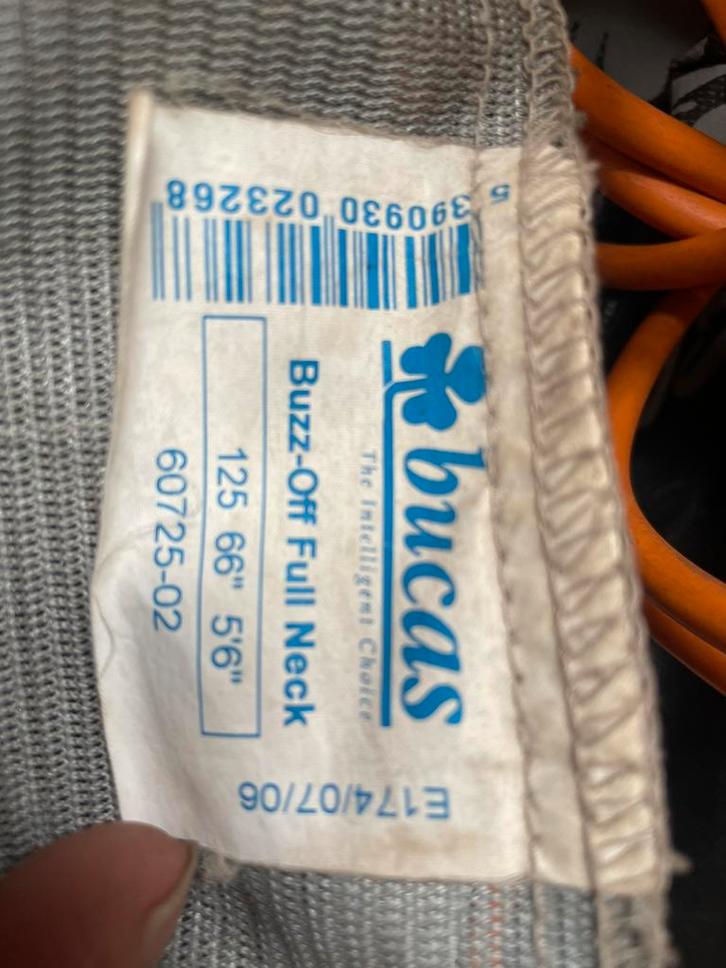 bucas
The Intelligent Choice
Buzz-Off Full Neck
125 66" 5'6"
60725-02
5 390930 023268
E174/07/06